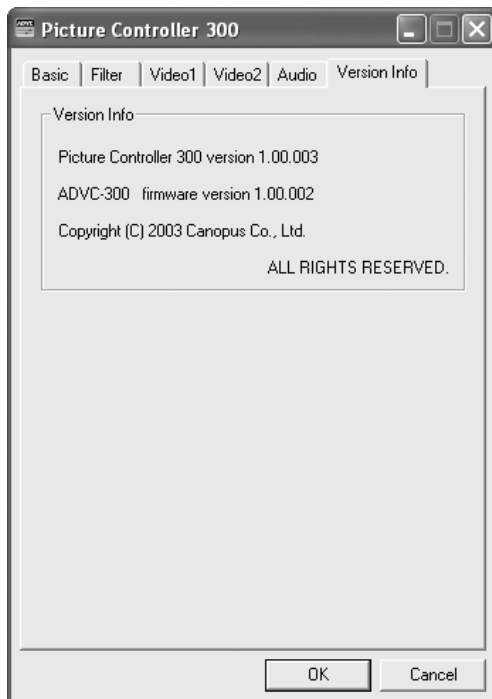 ADVC
Picture Controller 300
Basic Filter Video1 Video2 Audio Version Info
Version Info
Picture Controller 300 version 1.00.003
ADVC-300 firmware version 1.00.002
Copyright (C) 2003 Canopus Co., Ltd.
ALL RIGHTS RESERVED.
OK Cancel